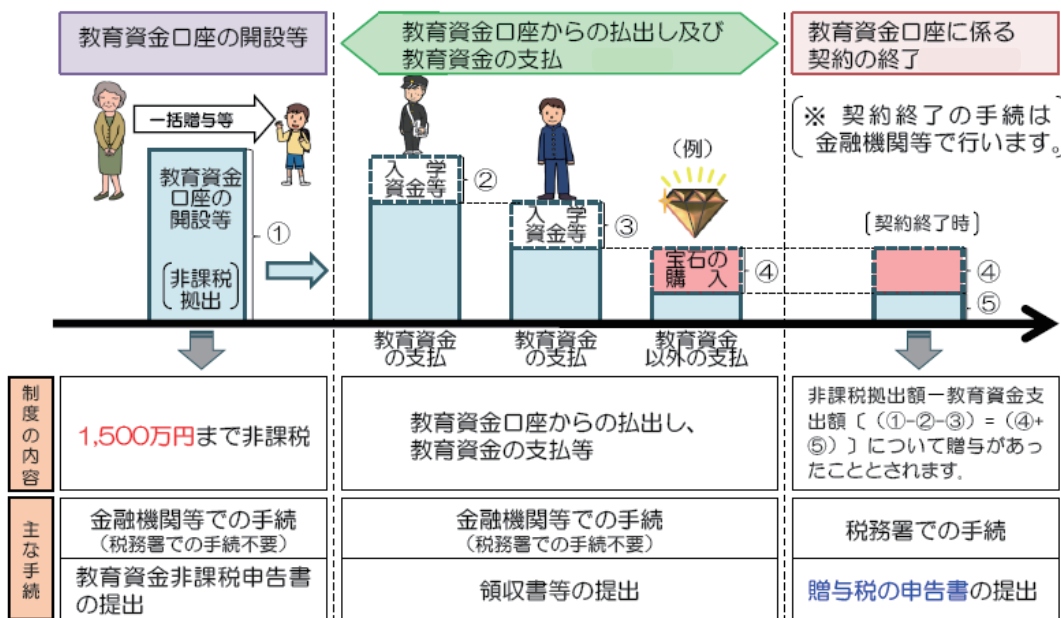 教育資金口座の開設等
教育資金口座からの払出し及び
教育資金の支払
教育資金口座に係る
契約の終了
一括贈与等
教育資金
口座の
開設等
①
非課税
拠出
入 学
資金等
②
入 学
資金等
③
(例)
宝石の
購 入
④
※ 契約終了の手続は
金融機関等で行います。
〔契約終了時〕
④
⑤
教育資金
の支払
教育資金
の支払
教育資金
以外の支払
制度の内容
1,500万円まで非課税
教育資金口座からの払出し、
教育資金の支払等
非課税拠出額ー教育資金支
出額〔(①-②-③)=(④+
⑤)〕について贈与があっ
たこととされます。
主な手続
金融機関等での手続
(税務署での手続不要)
金融機関等での手続
(税務署での手続不要)
税務署での手続
教育資金非課税申告書
の提出
領収書等の提出
贈与税の申告書の提出